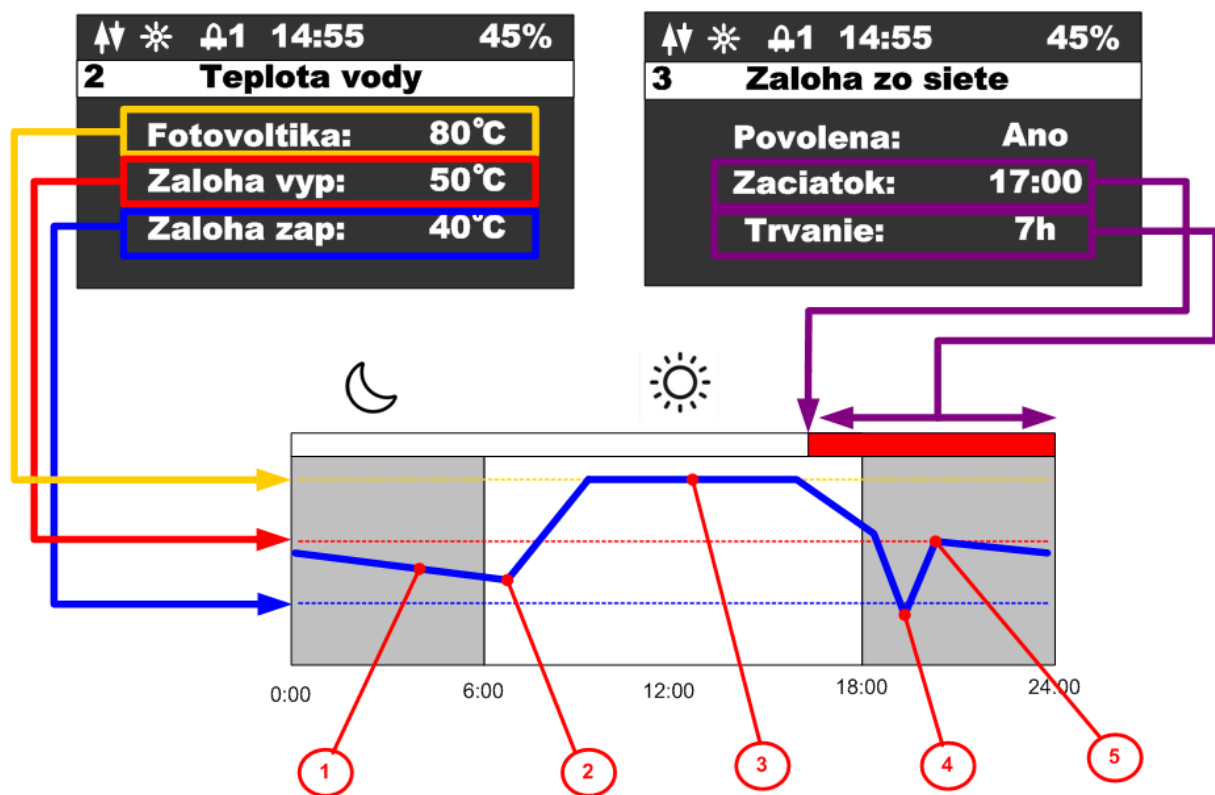 1 14:55 45%
2 Teplota vody
Fotovoltika: 80°C
Zaloha vyp: 50°C
Zaloha zap: 40°C
1 14:55 45%
3 Zaloha zo siete
Povolena: Ano
Zaciatok: 17:00
Trvanie: 7h
0:00 6:00 12:00 18:00 24:00
1 2 3 4 5